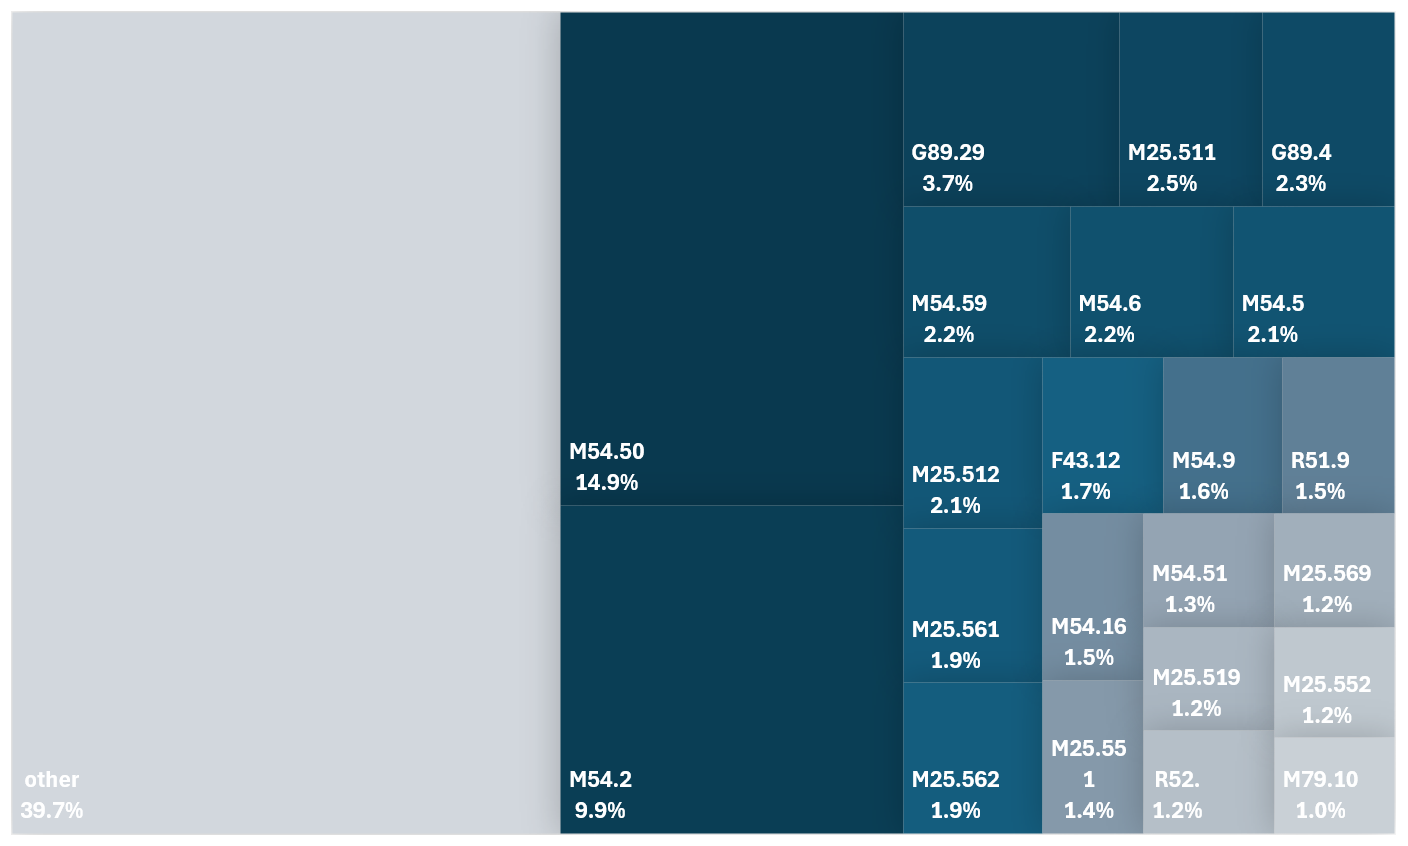 other
39.7%
M54.50
14.9%
M54.2
9.9%
G89.29
3.7%
M25.511
2.5%
G89.4
2.3%
M54.59
2.2%
M54.6
2.2%
M54.5
2.1%
M25.512
2.1%
M25.561
1.9%
M25.562
1.9%
F43.12
1.7%
M54.9
1.6%
R51.9
1.5%
M54.16
1.5%
M25.55
1
1.4%
M54.51
1.3%
M25.569
1.2%
M25.519
1.2%
M25.552
1.2%
R52.
1.2%
M79.10
1.0%